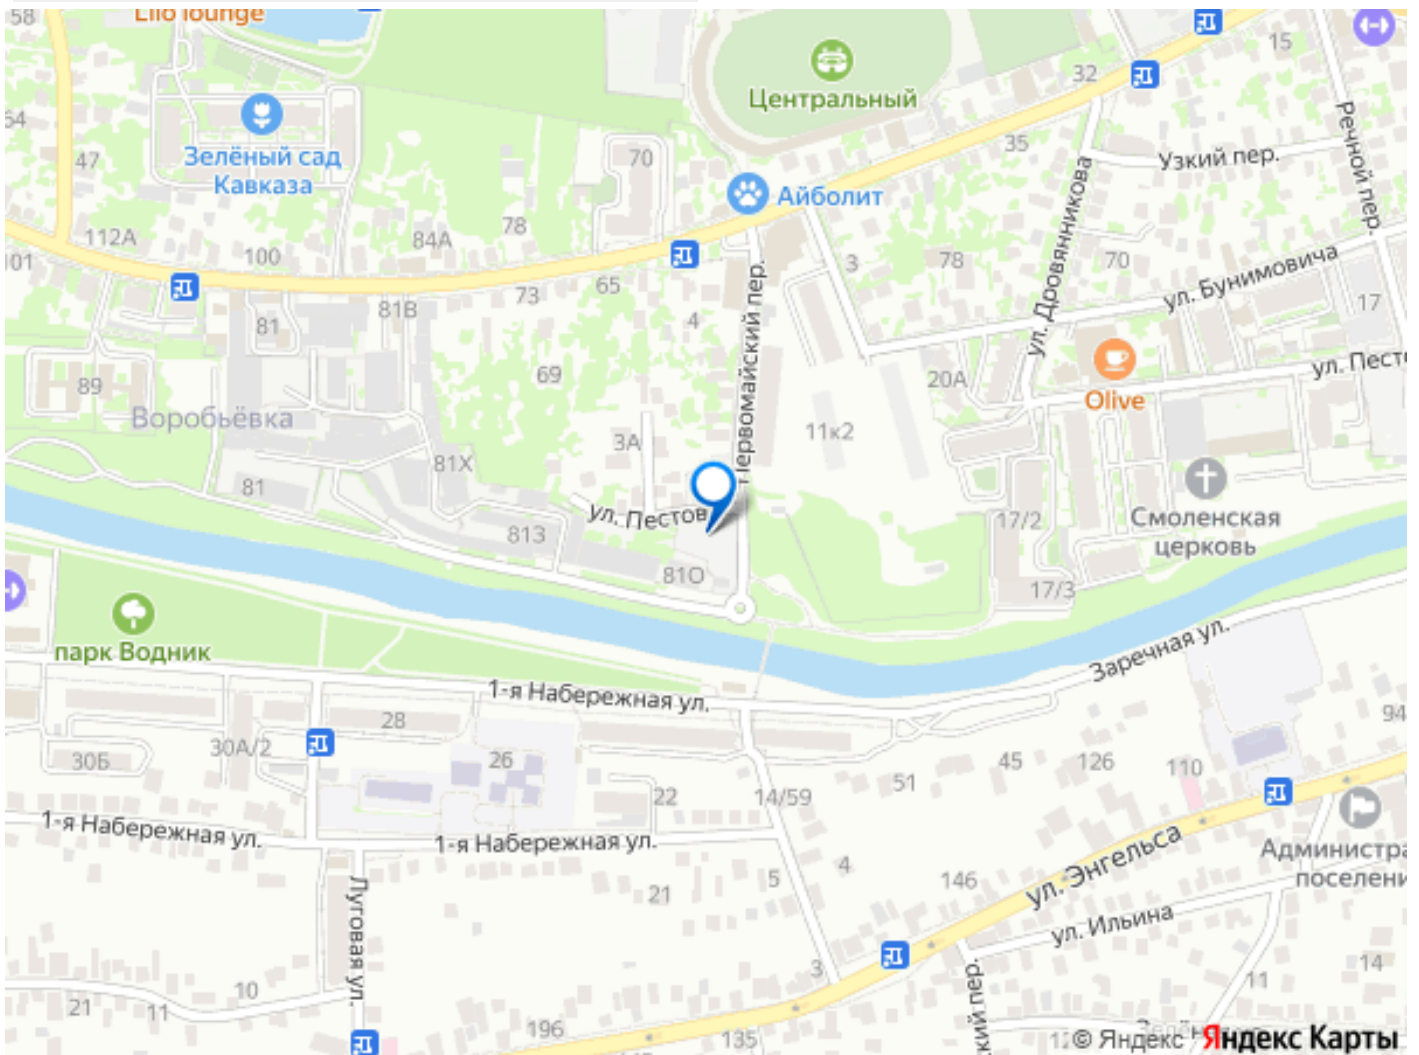 58
Lilo lounge
Центральный
32
15
54
47
Зелёный сад
Кавказа
70
Айболит
35
Узкий пер.
Речной пер.
112А
100
84А
78
101
81
81В
73
65
4
3
78
70
ул. Дровянникова
ул. Бунимовича
17
Первомайский пер.
89
Воробьёвка
69
3А
20А
Olive
ул. Пест
11к2
81Х
81
ул. Пестов
813
81О
17/2
17/3
Смоленская
церковь
парк Водник
Заречная ул.
1-я Набережная ул.
28
30А/2
30Б
26
22
14/59
51
45
126
110
94
1-я Набережная ул.
1-я Набережная ул.
21
5
4
146
ул. Энгельса
Администра
поселени
Луговая ул.
ул. Ильина
21
11
10
3
196
135
кий пер.
11
14
© Яндекс Яндекс Карты